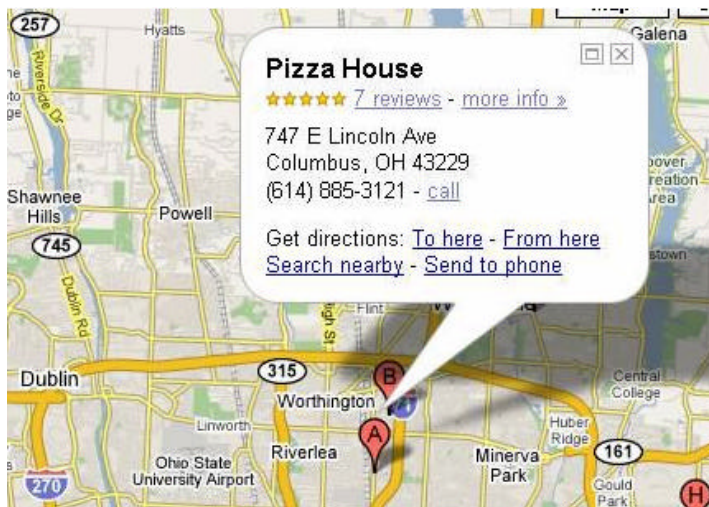 257
Hyatts
Galena
Riverside Dr
Pizza House
7 reviews - more info »
747 E Lincoln Ave
Columbus, OH 43229
(614) 885-3121 - call
Get directions: To here - From here
Search nearby - Send to phone
Shawnee
Hills
Powell
745
Dublin Rd
Flint
High St
315
Dublin
B
Worthington
Central
College
Linworth
A
Riverlea
Huber
Ridge
161
Ohio State
University Airport
Minerva
Park
270
Gould
Park
H